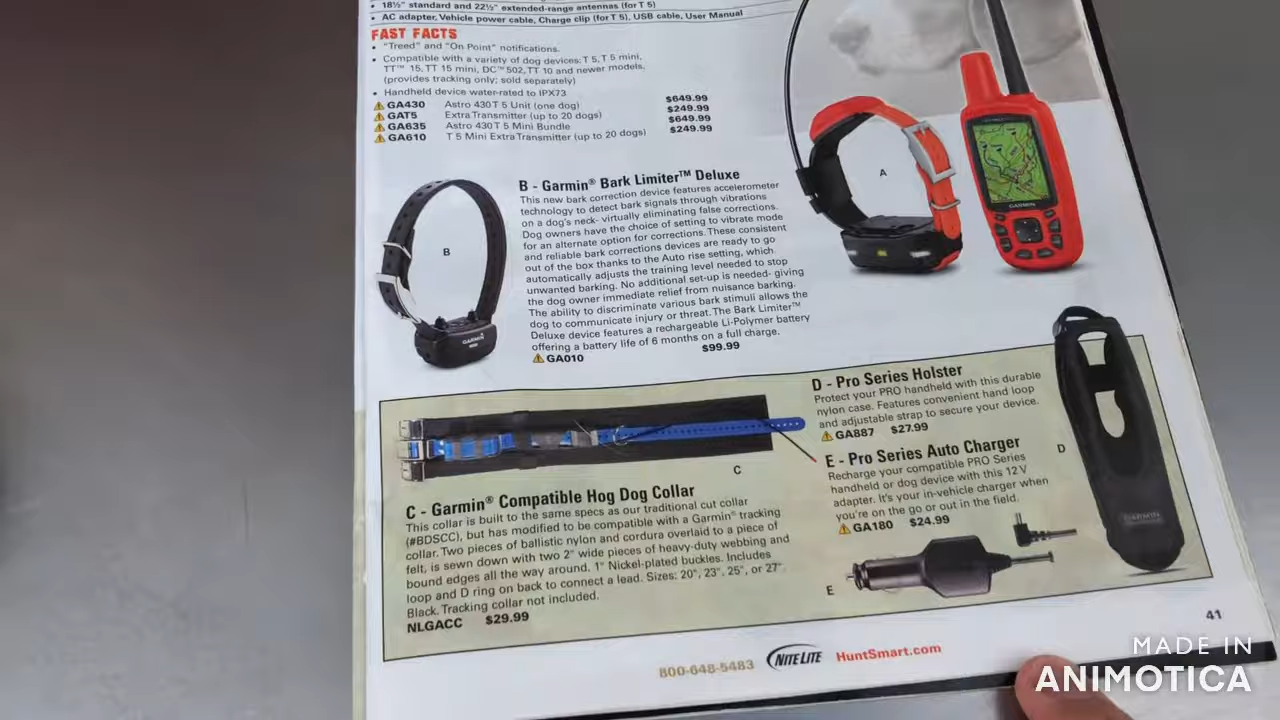 • 18½" standard and 22½" extended-range antennas (for T 5)
• AC adapter, Vehicle power cable, Charge clip (for T 5), USB cable, User Manual
FAST FACTS
• "Treed" and "On Point" notifications.
• Compatible with a variety of dog devices: T 5, T 5 mini,
TT™ 15, TT 15 mini, DC™ 502, TT 10 and newer models,
(provides tracking only; sold separately)
• Handheld device water-rated to IPX73
GA430 Astro 430 T 5 Unit (one dog) $649.99
GAT5 Extra Transmitter (up to 20 dogs) $249.99
GA635 Astro 430 T 5 Mini Bundle $649.99
GA610 T 5 Mini Extra Transmitter (up to 20 dogs) $249.99
A
GARMIN
B
GARMIN
B - Garmin® Bark Limiter™ Deluxe
This new bark correction device features accelerometer
technology to detect bark signals through vibrations
on a dog's neck- virtually eliminating false corrections.
Dog owners have the choice of setting to vibrate mode
for an alternate option for corrections. These consistent
and reliable bark corrections devices are ready to go
out of the box thanks to the Auto rise setting, which
automatically adjusts the training level needed to stop
unwanted barking. No additional set-up is needed- giving
the dog owner immediate relief from nuisance barking.
The ability to discriminate various bark stimuli allows the
dog to communicate injury or threat. The Bark Limiter™
Deluxe device features a rechargeable Li-Polymer battery
offering a battery life of 6 months on a full charge.
GA010 $99.99
C
C - Garmin® Compatible Hog Dog Collar
This collar is built to the same specs as our traditional cut collar
(#BDSCC), but has modified to be compatible with a Garmin® tracking
collar. Two pieces of ballistic nylon and cordura overlaid to a piece of
felt, is sewn down with two 2" wide pieces of heavy-duty webbing and
bound edges all the way around. 1" Nickel-plated buckles. Includes
loop and D ring on back to connect a lead. Sizes: 20", 23", 25", or 27".
Black. Tracking collar not included.
NLGACC $29.99
D - Pro Series Holster
Protect your PRO handheld with this durable
nylon case. Features convenient hand loop
and adjustable strap to secure your device.
GA887 $27.99
D
GARMIN
E - Pro Series Auto Charger
Recharge your compatible PRO Series
handheld or dog device with this 12 V
adapter. It's your in-vehicle charger when
you're on the go or out in the field.
GA180 $24.99
E
41
800-648-5483 NITE LITE HuntSmart.com
MADE IN
ANIMOTICA